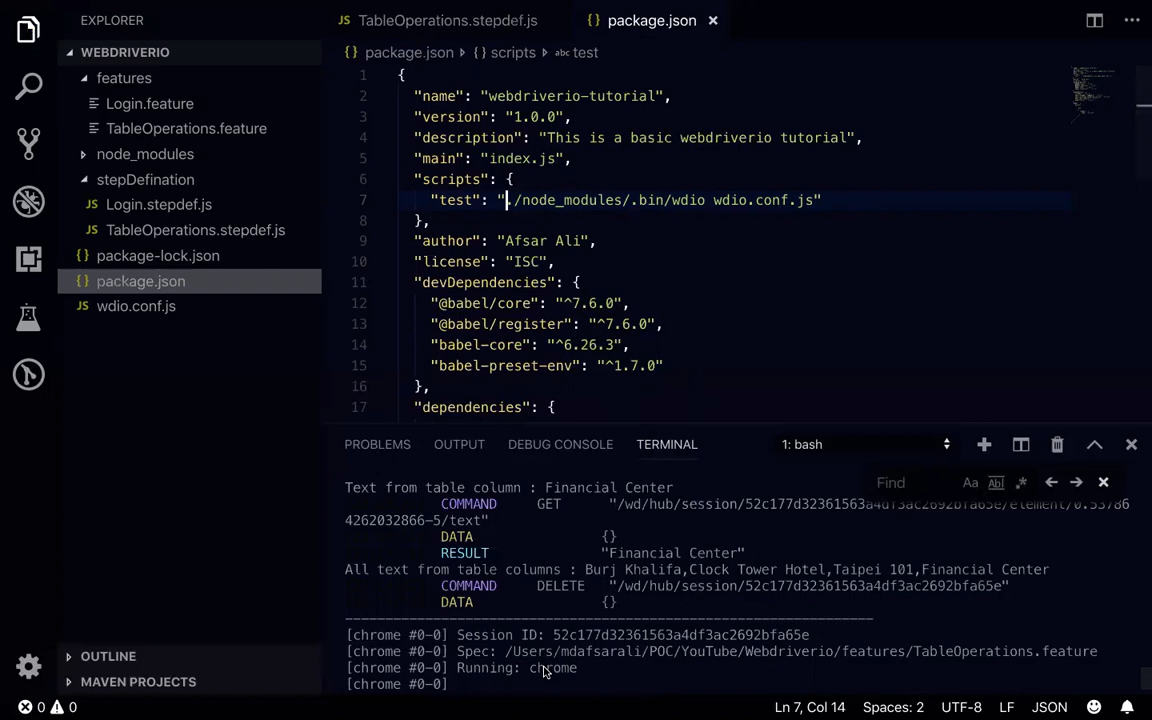 EXPLORER
WEBDRIVERIO
features
Login.feature
TableOperations.feature
node_modules
stepDefination
JS Login.stepdef.js
JS TableOperations.stepdef.js
{ } package-lock.json
{ } package.json
JS wdio.conf.js
OUTLINE
MAVEN PROJECTS
JS TableOperations.stepdef.js
{ } package.json ×
{ } package.json { } scripts abc test
1 {
2 "name": "webdriverio-tutorial",
3 "version": "1.0.0",
4 "description": "This is a basic webdriverio tutorial",
5 "main": "index.js",
6 "scripts": {
7 "test": "./node_modules/.bin/wdio wdio.conf.js"
8 },
9 "author": "Afsar Ali",
10 "license": "ISC",
11 "devDependencies": {
12 "@babel/core": "^7.6.0",
13 "@babel/register": "^7.6.0",
14 "babel-core": "^6.26.3",
15 "babel-preset-env": "^1.7.0"
16 },
17 "dependencies": {
PROBLEMS OUTPUT DEBUG CONSOLE TERMINAL 1: bash
Find Aa Abl .*
Text from table column : Financial Center
COMMAND GET "/wd/hub/session/52c177d32361563a4df3ac2692bfa65e/element/0.53786
4262032866-5/text"
DATA {}
RESULT "Financial Center"
All text from table columns : Burj Khalifa,Clock Tower Hotel,Taipei 101,Financial Center
COMMAND DELETE "/wd/hub/session/52c177d32361563a4df3ac2692bfa65e"
DATA {}
------------------------------------------------------------------
[chrome #0-0] Session ID: 52c177d32361563a4df3ac2692bfa65e
[chrome #0-0] Spec: /Users/mdafsarali/POC/YouTube/Webdriverio/features/TableOperations.feature
[chrome #0-0] Running: chrome
[chrome #0-0]
0 0 Ln 7, Col 14 Spaces: 2 UTF-8 LF JSON